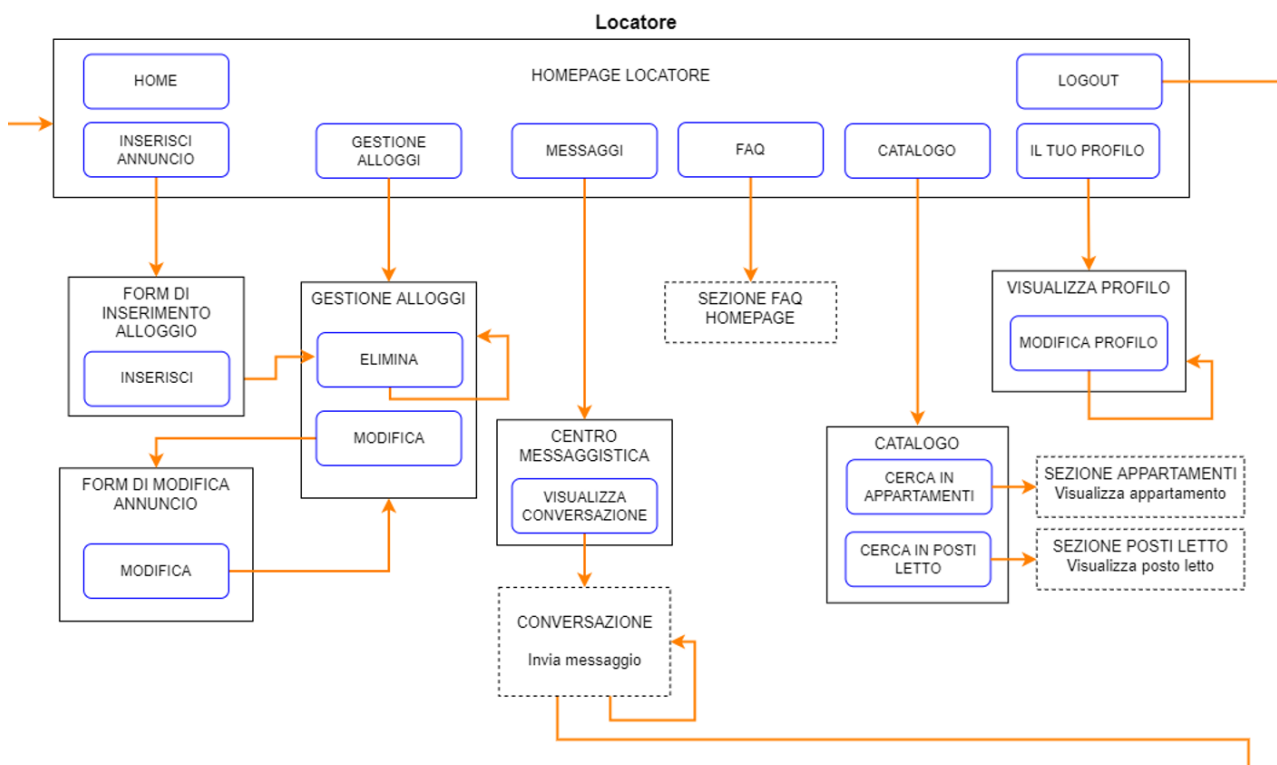 Locatore
HOME
HOMEPAGE LOCATORE
LOGOUT
INSERISCI
ANNUNCIO
GESTIONE
ALLOGGI
MESSAGGI
FAQ
CATALOGO
IL TUO PROFILO
FORM DI
INSERIMENTO
ALLOGGIO
INSERISCI
GESTIONE ALLOGGI
ELIMINA
MODIFICA
SEZIONE FAQ
HOMEPAGE
VISUALIZZA PROFILO
MODIFICA PROFILO
FORM DI MODIFICA
ANNUNCIO
MODIFICA
CENTRO
MESSAGGISTICA
VISUALIZZA
CONVERSAZIONE
CATALOGO
CERCA IN
APPARTAMENTI
CERCA IN POSTI
LETTO
SEZIONE APPARTAMENTI
Visualizza appartamento
SEZIONE POSTI LETTO
Visualizza posto letto
CONVERSAZIONE
Invia messaggio